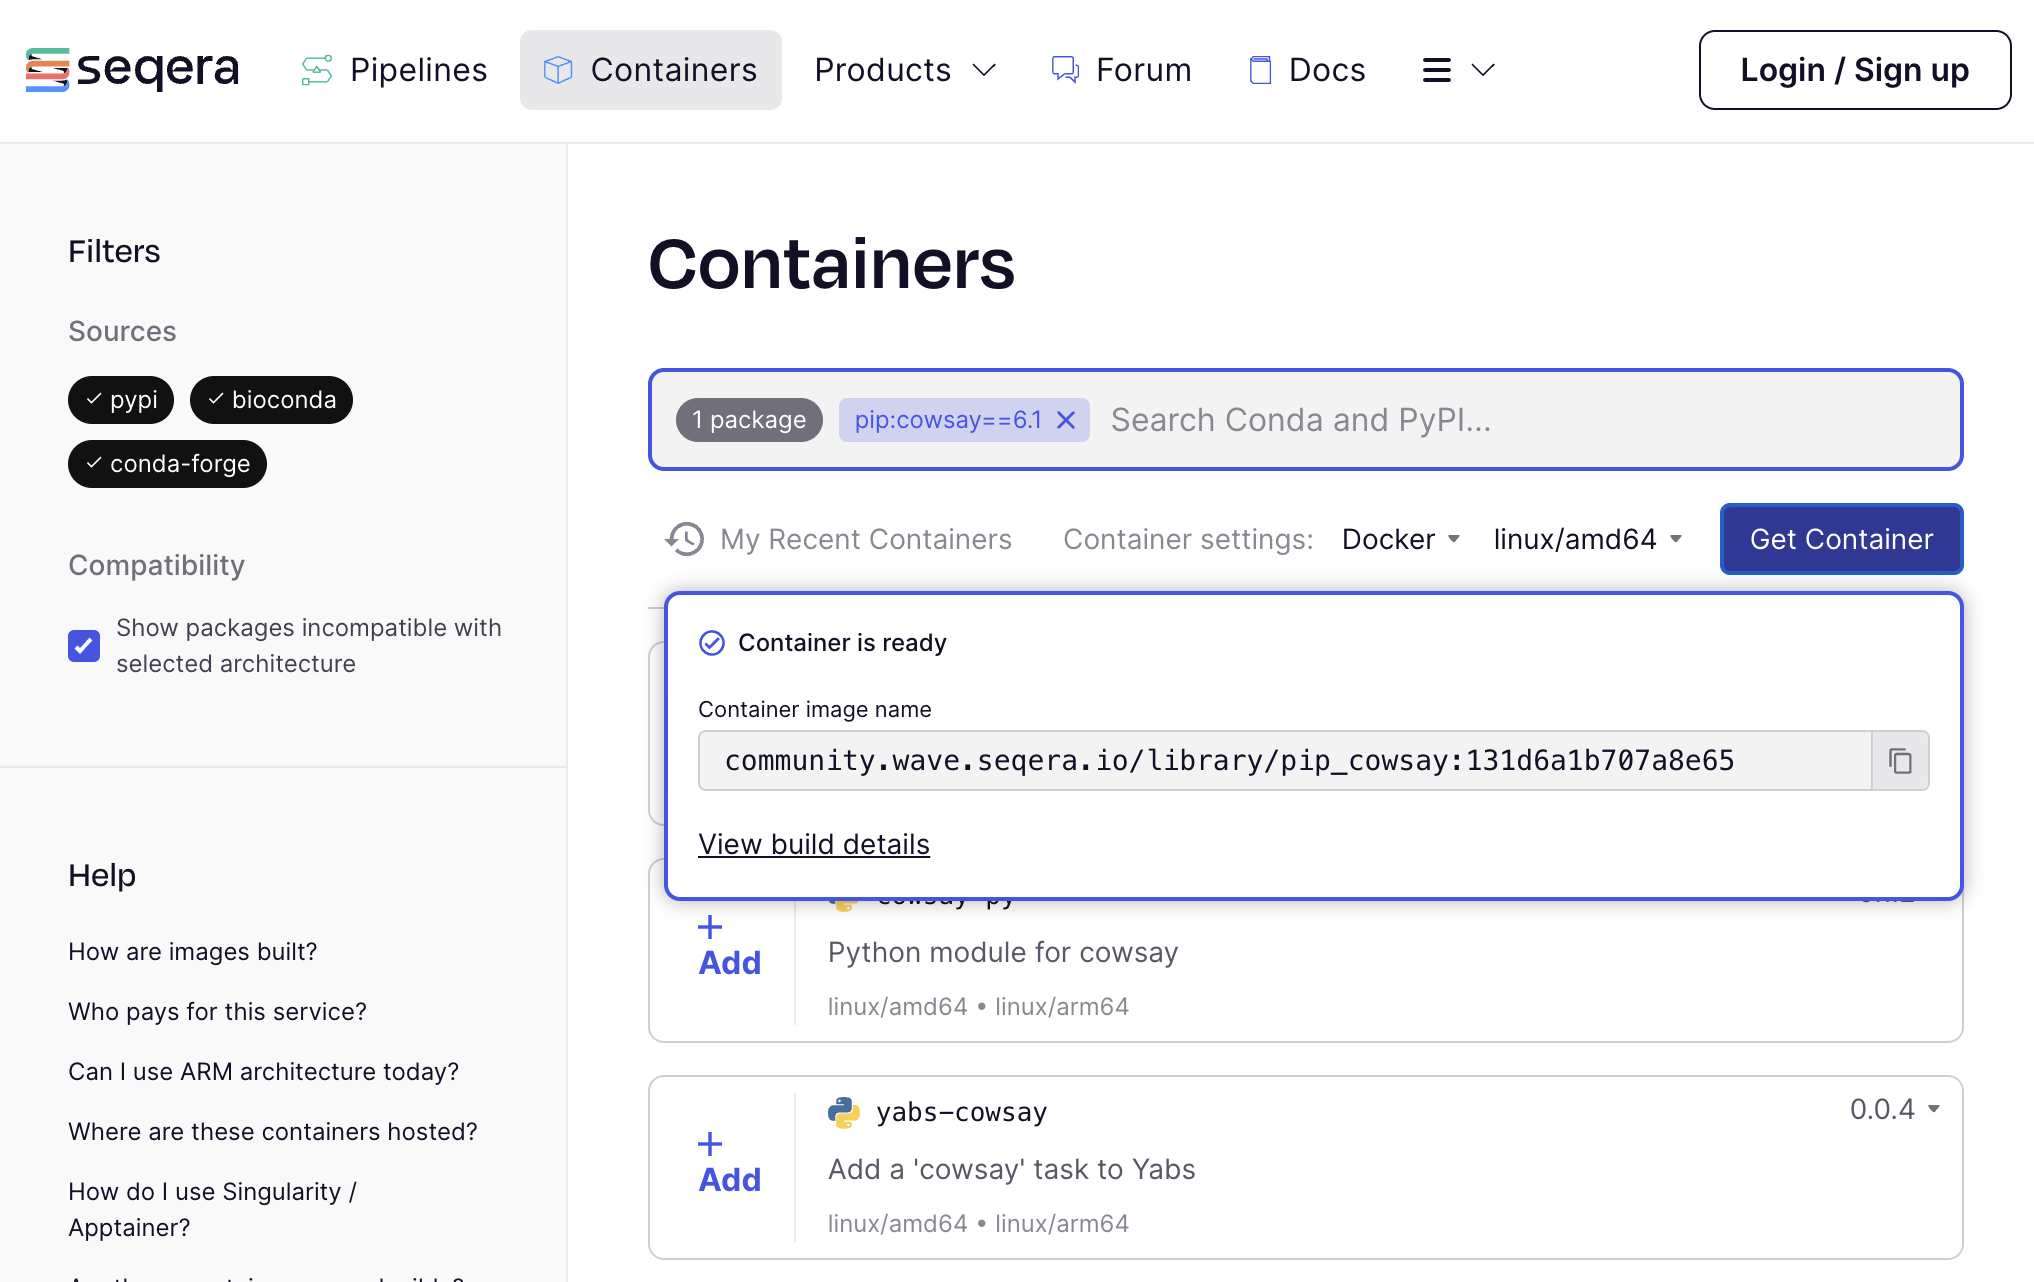 seqera
Pipelines
Containers
Products
Forum
Docs
Login / Sign up
Filters
Sources
pypi
bioconda
conda-forge
Compatibility
Show packages incompatible with
selected architecture
Help
How are images built?
Who pays for this service?
Can I use ARM architecture today?
Where are these containers hosted?
How do I use Singularity /
Apptainer?
Containers
1 package
pip:cowsay==6.1
Search Conda and PyPI...
My Recent Containers
Container settings:
Docker
linux/amd64
Get Container
Container is ready
Container image name
community.wave.seqera.io/library/pip_cowsay:131d6a1b707a8e65
View build details
cowsay-py
Add
Python module for cowsay
linux/amd64 • linux/arm64
yabs-cowsay
0.0.4
Add
Add a 'cowsay' task to Yabs
linux/amd64 • linux/arm64